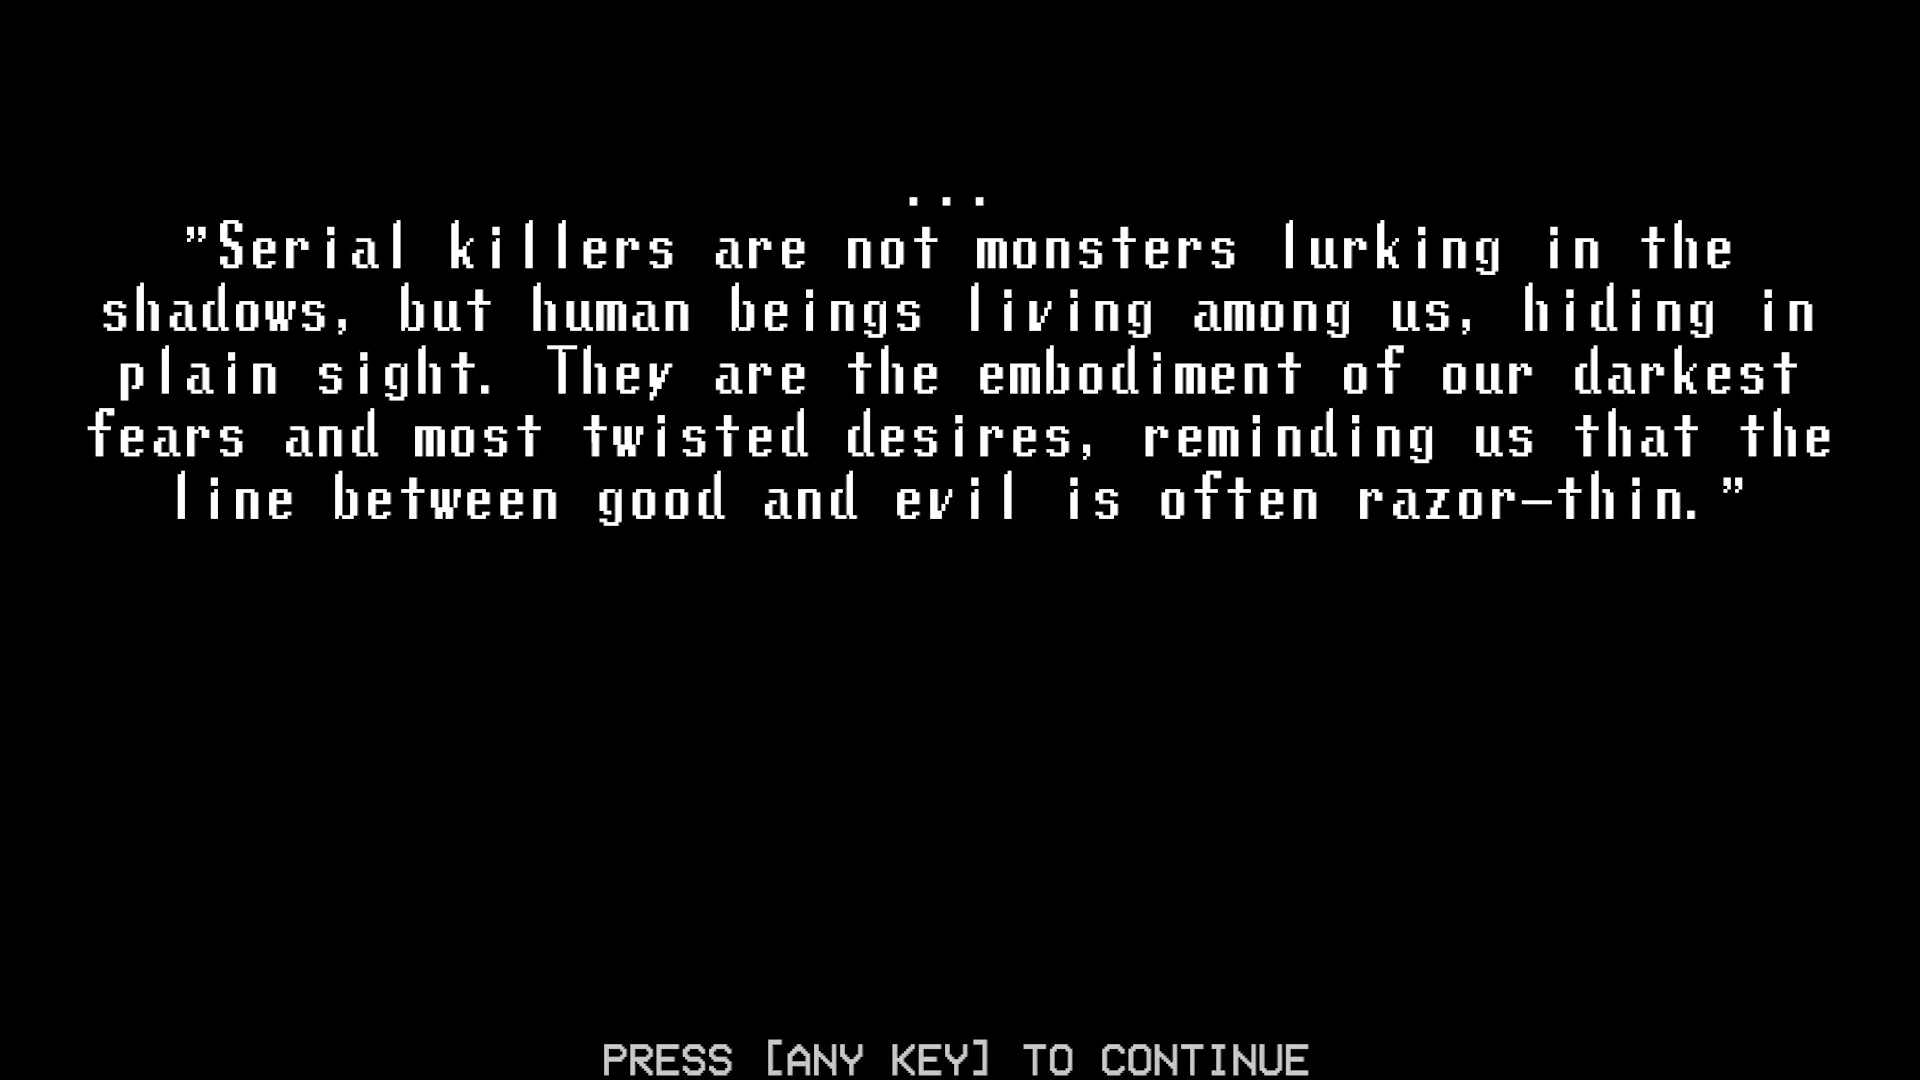 ...
"Serial killers are not monsters lurking in the
shadows, but human beings living among us, hiding in
plain sight. They are the embodiment of our darkest
fears and most twisted desires, reminding us that the
line between good and evil is often razor-thin."
PRESS [ANY KEY] TO CONTINUE